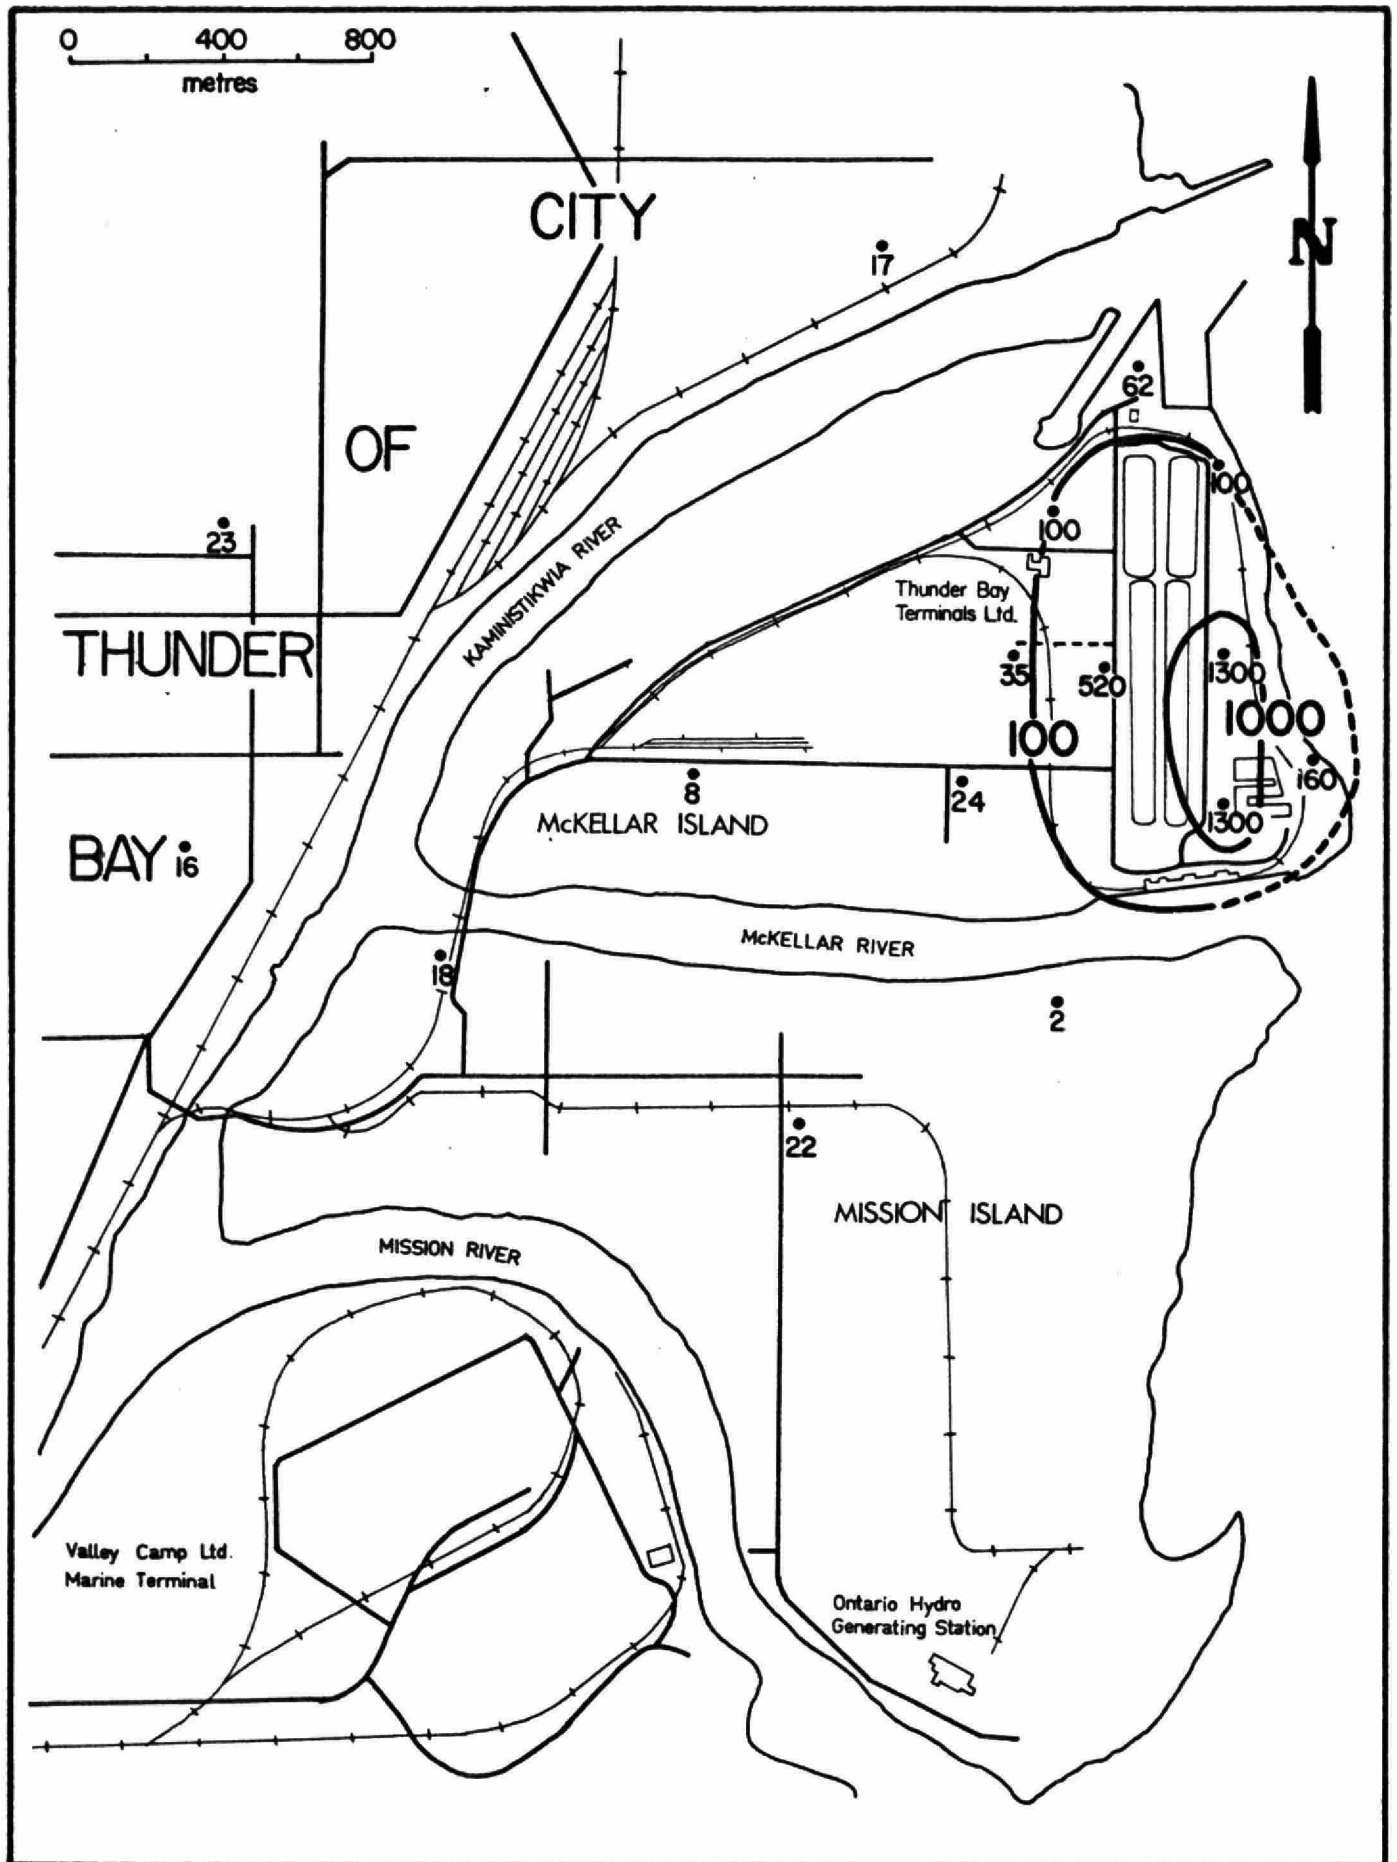 0 400 800
metres
CITY
N
17
62
OF
100
100
23
KAMINISTIKWIA RIVER
Thunder Bay
Terminals Ltd.
THUNDER
35
520
1300
100
1000
8
24
160
McKELLAR ISLAND
1300
BAY
16
McKELLAR RIVER
18
2
22
MISSION ISLAND
MISSION RIVER
Valley Camp Ltd.
Marine Terminal
Ontario Hydro
Generating Station